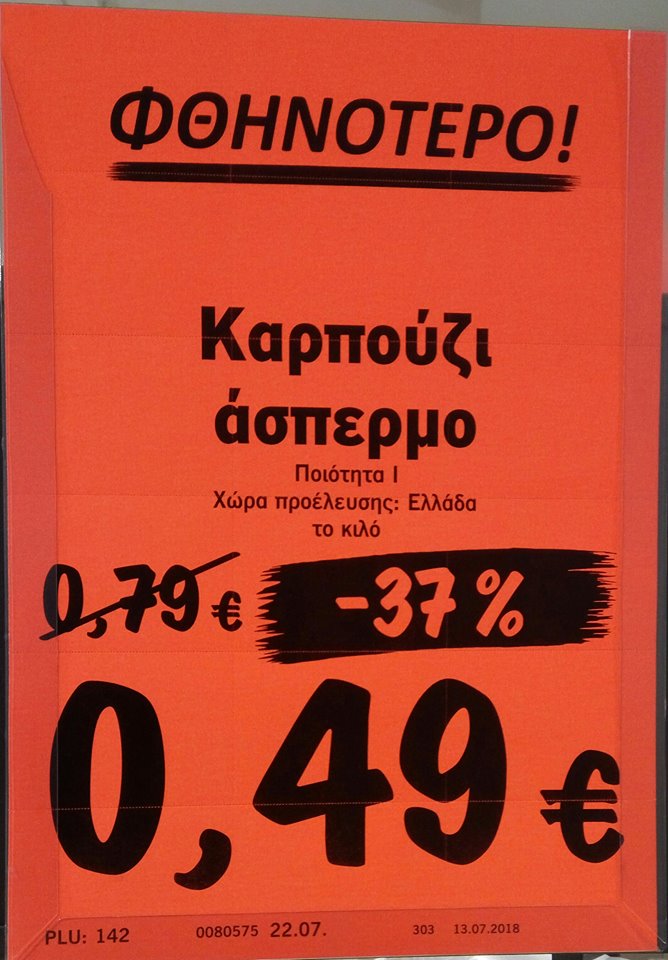 ΦΘΗΝΟΤΕΡΟ!
Καρπούζι
άσπερμο
Ποιότητα Ι
Χώρα προέλευσης: Ελλάδα
το κιλό
0,79 € -37 %
0,49 €
PLU: 142 0080575 22.07. 303 13.07.2018